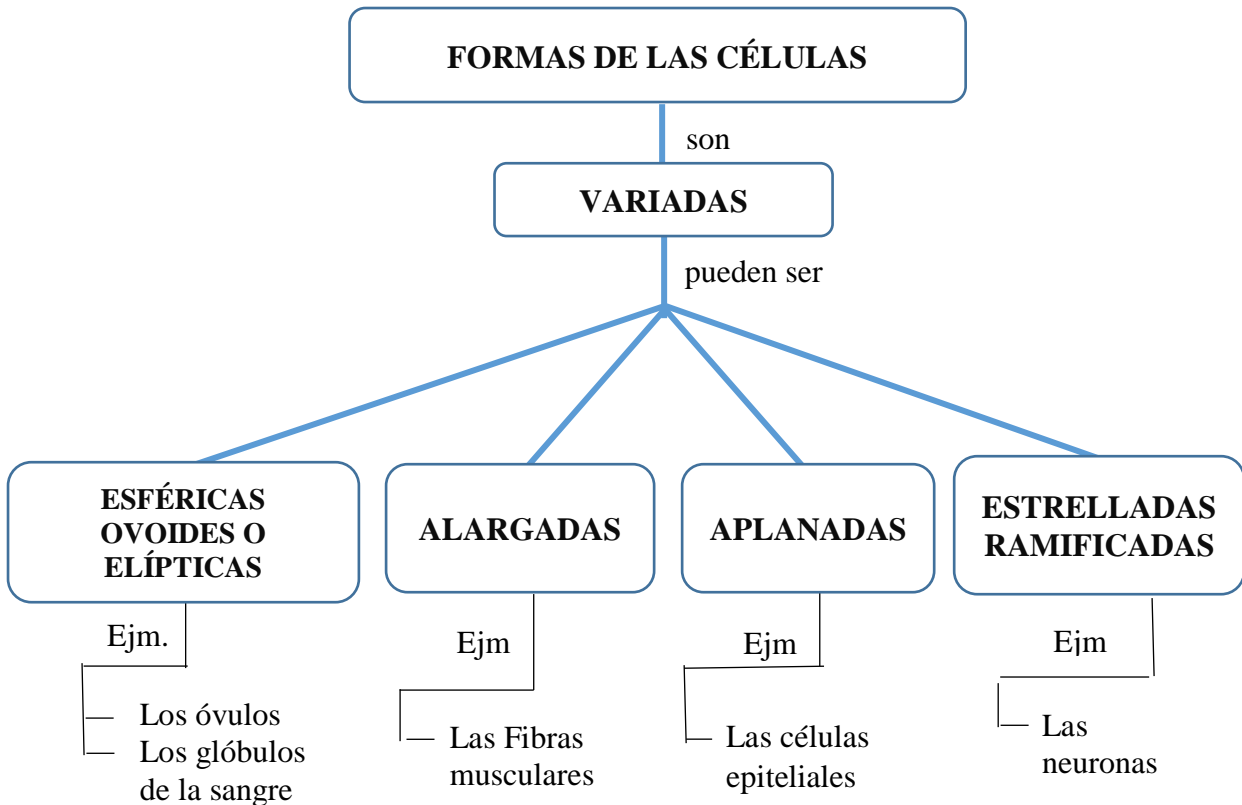 FORMAS DE LAS CÉLULAS
son
VARIADAS
pueden ser
ESFÉRICAS
OVOIDES O
ELÍPTICAS
ALARGADAS
APLANADAS
ESTRELLADAS
RAMIFICADAS
Ejm.
Ejm
Ejm
Ejm
— Los óvulos
— Los glóbulos
de la sangre
— Las Fibras
musculares
— Las células
epiteliales
— Las
neuronas